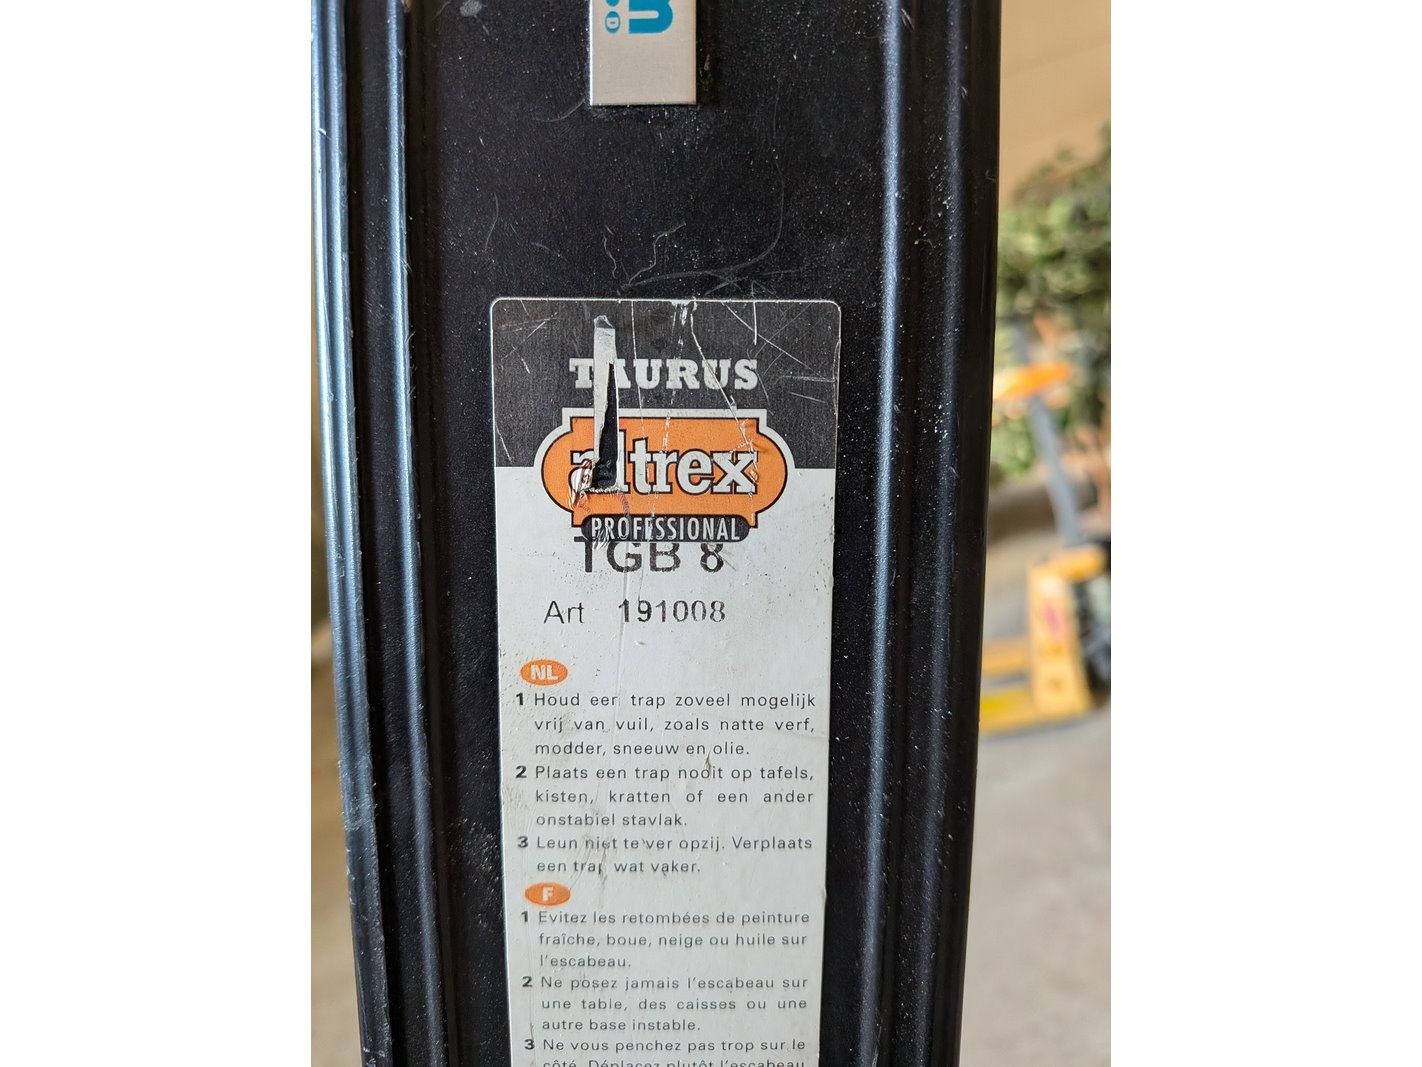 TAURUS
altrex
PROFESSIONAL
TGB 8
Art 191008
NL
1 Houd een trap zoveel mogelijk
vrij van vuil, zoals natte verf,
modder, sneeuw en olie.
2 Plaats een trap nooit op tafels,
kisten, kratten of een ander
onstabiel stavlak.
3 Leun niet te ver opzij. Verplaats
een trap wat vaker.
F
1 Evitez les retombées de peinture
fraîche, boue, neige ou huile sur
l'escabeau.
2 Ne posez jamais l'escabeau sur
une table, des caisses ou une
autre base instable.
3 Ne vous penchez pas trop sur le
côté. Déplacez plutôt l'escabeau